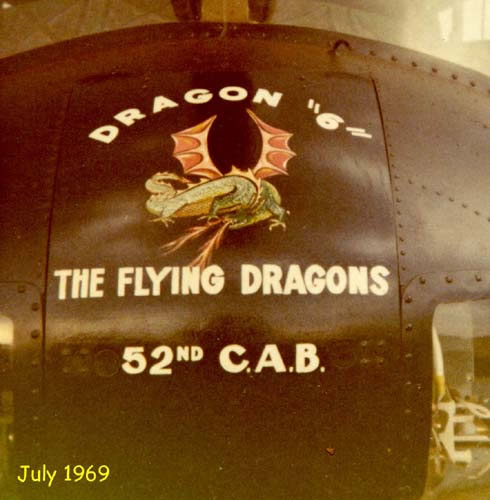 DRAGON "6"
THE FLYING DRAGONS
52ND C.A.B.
July 1969